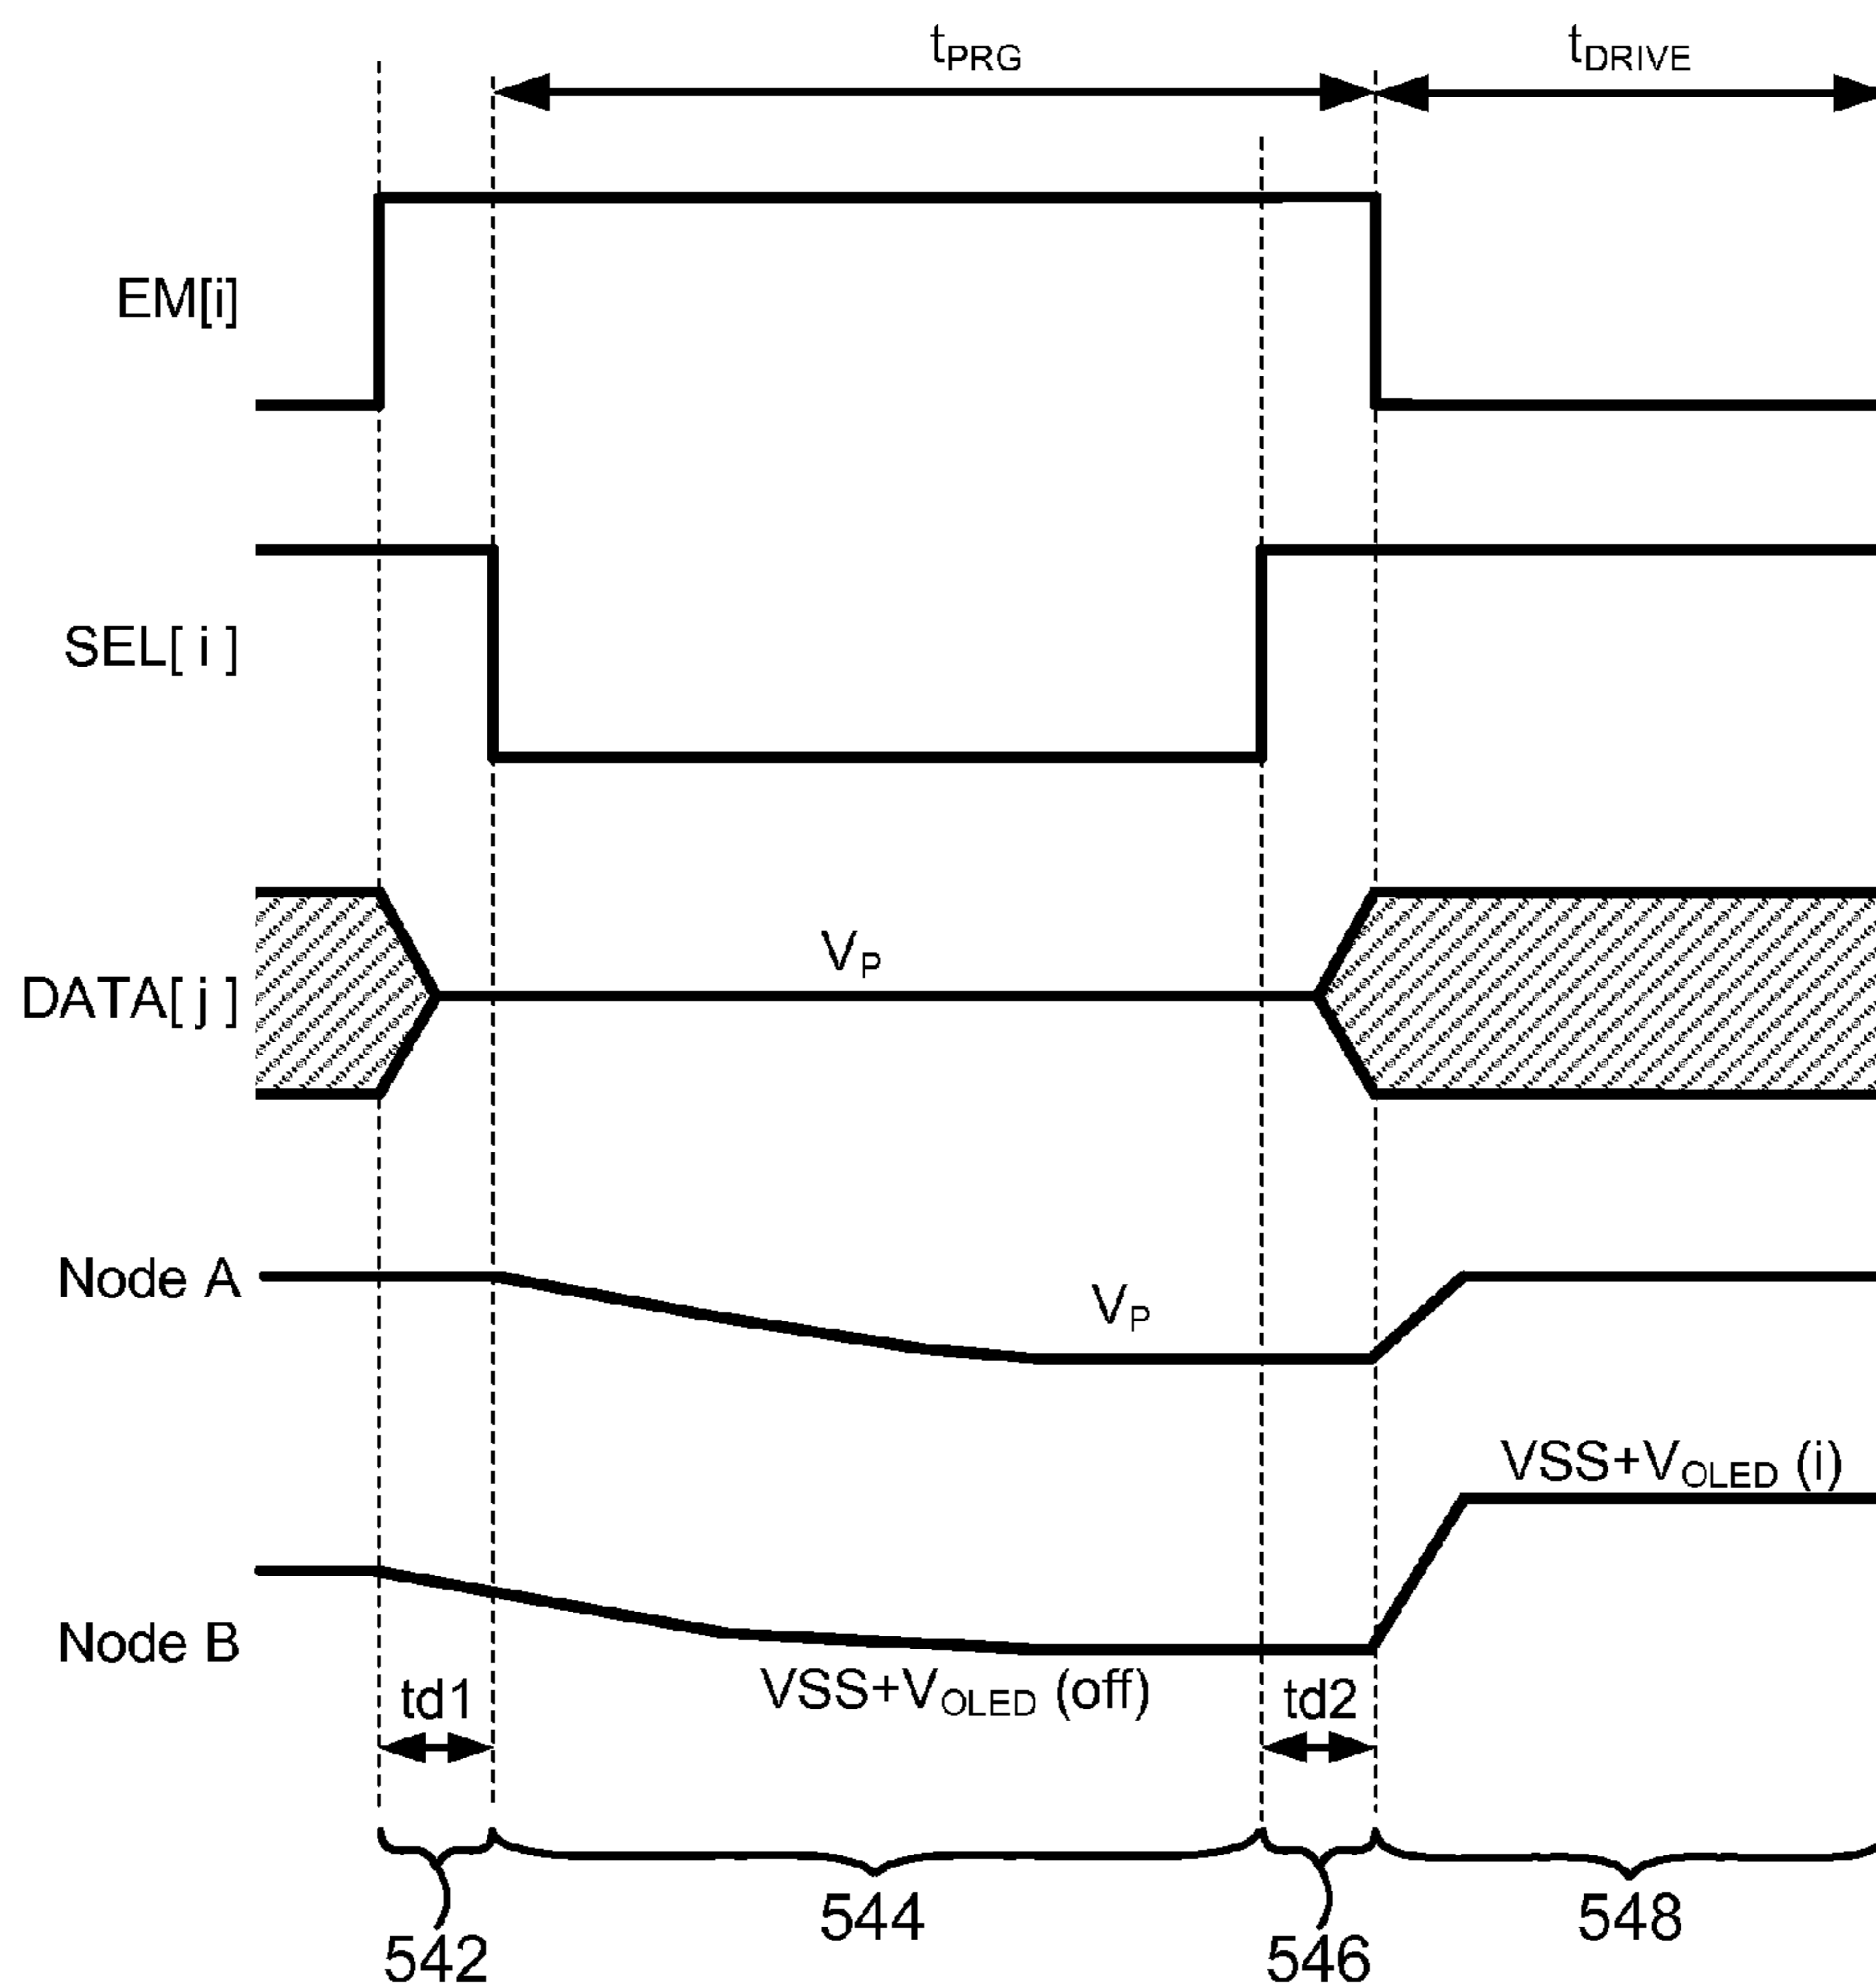 tPRG
tDRIVE
EM[i]
SEL[ i ]
DATA[ j ]
VP
Node A
VP
VSS+VOLED (i)
Node B
VSS+VOLED (off)
td1
td2
542
544
546
548